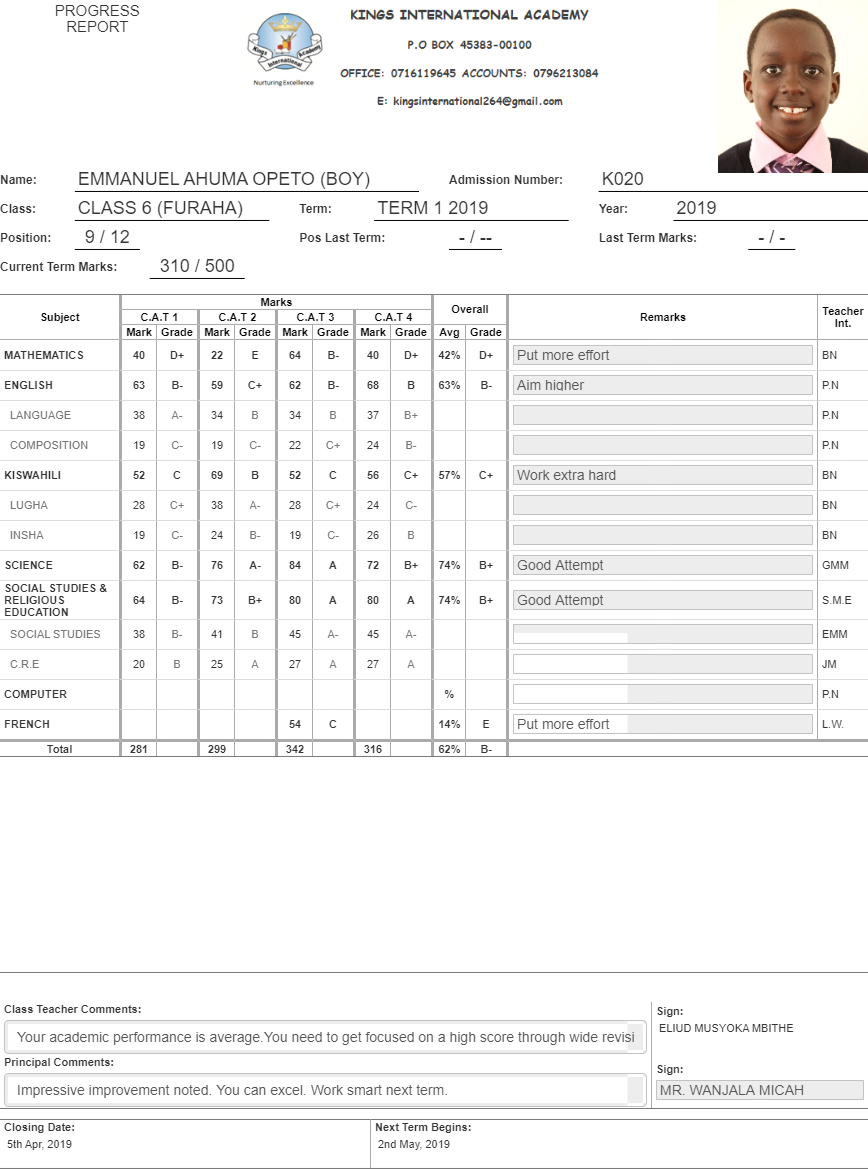 PROGRESS
REPORT
Kings International Academy
Nurturing Excellence
KINGS INTERNATIONAL ACADEMY
P.O BOX 45383-00100
OFFICE: 0716119645 ACCOUNTS: 0796213084
E: kingsinternational264@gmail.com
Name: EMMANUEL AHUMA OPETO (BOY) Admission Number: K020
Class: CLASS 6 (FURAHA) Term: TERM 1 2019 Year: 2019
Position: 9 / 12 Pos Last Term: - / -- Last Term Marks: - / -
Current Term Marks: 310 / 500
Subject Marks Overall Remarks Teacher Int.
C.A.T 1 C.A.T 2 C.A.T 3 C.A.T 4
Mark Grade Mark Grade Mark Grade Mark Grade Avg Grade
MATHEMATICS 40 D+ 22 E 64 B- 40 D+ 42% D+ Put more effort BN
ENGLISH 63 B- 59 C+ 62 B- 68 B 63% B- Aim higher P.N
LANGUAGE 38 A- 34 B 34 B 37 B+ P.N
COMPOSITION 19 C- 19 C- 22 C+ 24 B- P.N
KISWAHILI 52 C 69 B 52 C 56 C+ 57% C+ Work extra hard BN
LUGHA 28 C+ 38 A- 28 C+ 24 C- BN
INSHA 19 C- 24 B- 19 C- 26 B BN
SCIENCE 62 B- 76 A- 84 A 72 B+ 74% B+ Good Attempt GMM
SOCIAL STUDIES &
RELIGIOUS 64 B- 73 B+ 80 A 80 A 74% B+ Good Attempt S.M.E
EDUCATION
SOCIAL STUDIES 38 B- 41 B 45 A- 45 A- EMM
C.R.E 20 B 25 A 27 A 27 A JM
COMPUTER % P.N
FRENCH 54 C 14% E Put more effort L.W.
Total 281 299 342 316 62% B-
Class Teacher Comments: Sign:
Your academic performance is average.You need to get focused on a high score through wide revisi ELIUD MUSYOKA MBITHE
Principal Comments: Sign:
Impressive improvement noted. You can excel. Work smart next term. MR. WANJALA MICAH
Closing Date: Next Term Begins:
5th Apr, 2019 2nd May, 2019